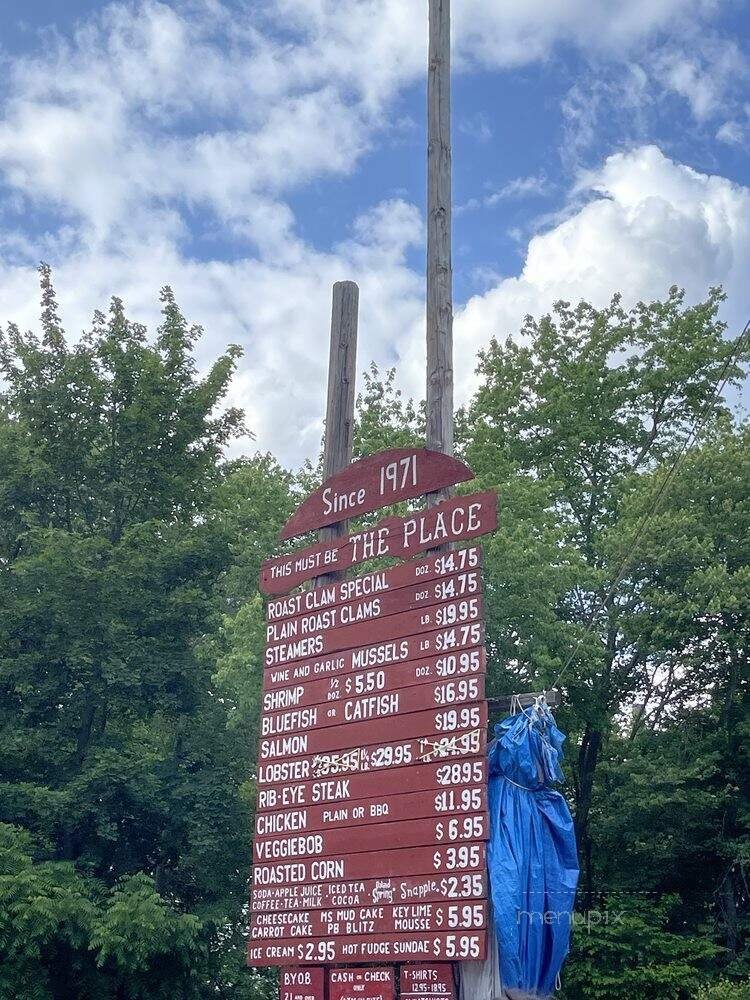 Since 1971
THIS MUST BE THE PLACE
ROAST CLAM SPECIAL DOZ. $14.75
PLAIN ROAST CLAMS DOZ. $14.75
STEAMERS LB. $19.95
WINE AND GARLIC MUSSELS LB $14.75
SHRIMP ½ DOZ $5.50 DOZ. $10.95
BLUEFISH OR CATFISH $16.95
SALMON $19.95
LOBSTER $29.95
RIB-EYE STEAK $28.95
CHICKEN PLAIN OR BBQ $11.95
VEGGIEBOB $6.95
ROASTED CORN $3.95
SODA-APPLE JUICE ICED TEA
COFFEE-TEA-MILK COCOA Poland Spring Snapple $2.35
CHEESECAKE MS MUD CAKE KEY LIME
CARROT CAKE PB BLITZ MOUSSE $5.95
ICE CREAM $2.95 HOT FUDGE SUNDAE $5.95
B.Y.O.B. CASH OR CHECK T-SHIRTS
ONLY
menupix